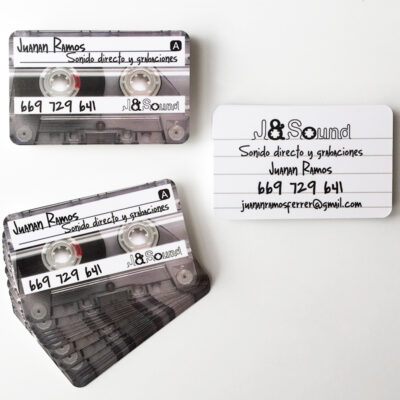 Juanan Ramos
A
Sonido directo y grabaciones
669 729 641
J&Sound
J&Sound
Sonido directo y grabaciones
Juanan Ramos
669 729 641
juananramosferrer@gmail.com
Juanan Ramos
A
Sonido directo y grabaciones
669 729 641
J&Sound